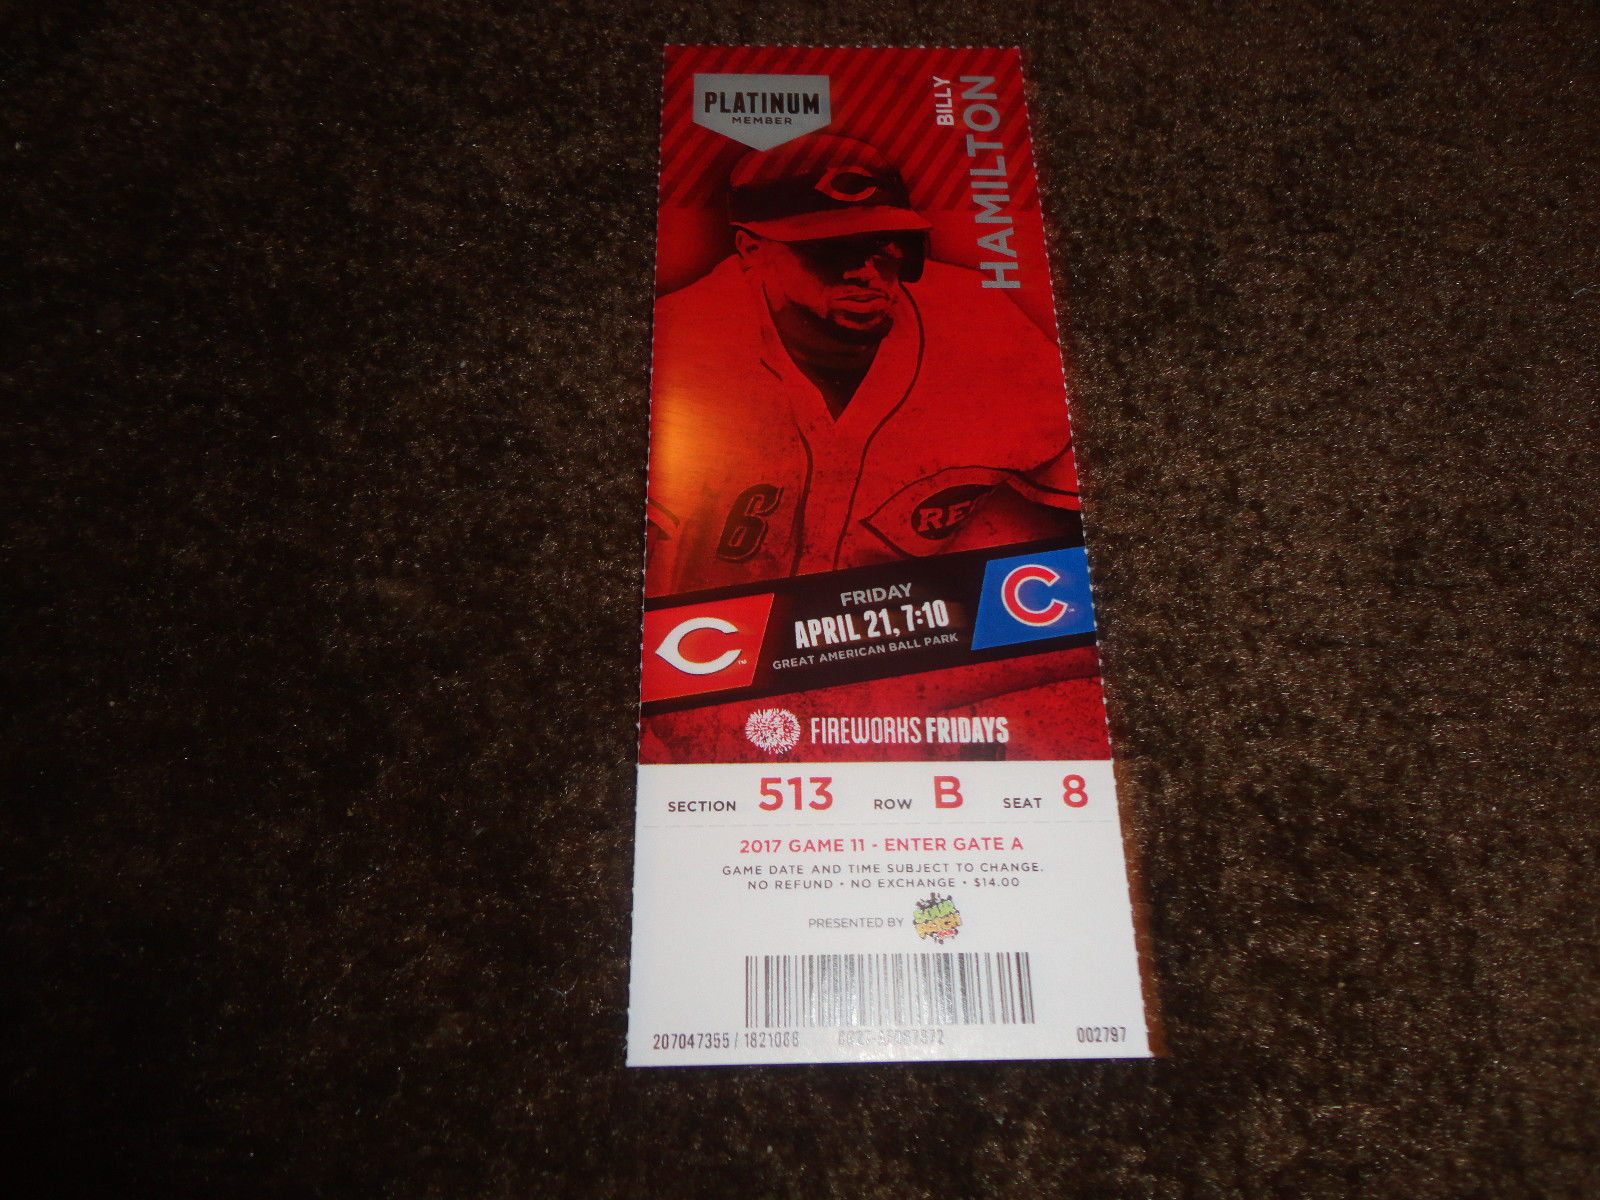 PLATINUM
MEMBER
BILLY
HAMILTON
C
6
RE
FRIDAY
APRIL 21, 7:10
GREAT AMERICAN BALL PARK
C
C
FIREWORKS FRIDAYS
SECTION 513 ROW B SEAT 8
2017 GAME 11 - ENTER GATE A
GAME DATE AND TIME SUBJECT TO CHANGE.
NO REFUND • NO EXCHANGE • $14.00
PRESENTED BY SOUR PATCH
207047355 / 1821086
002797